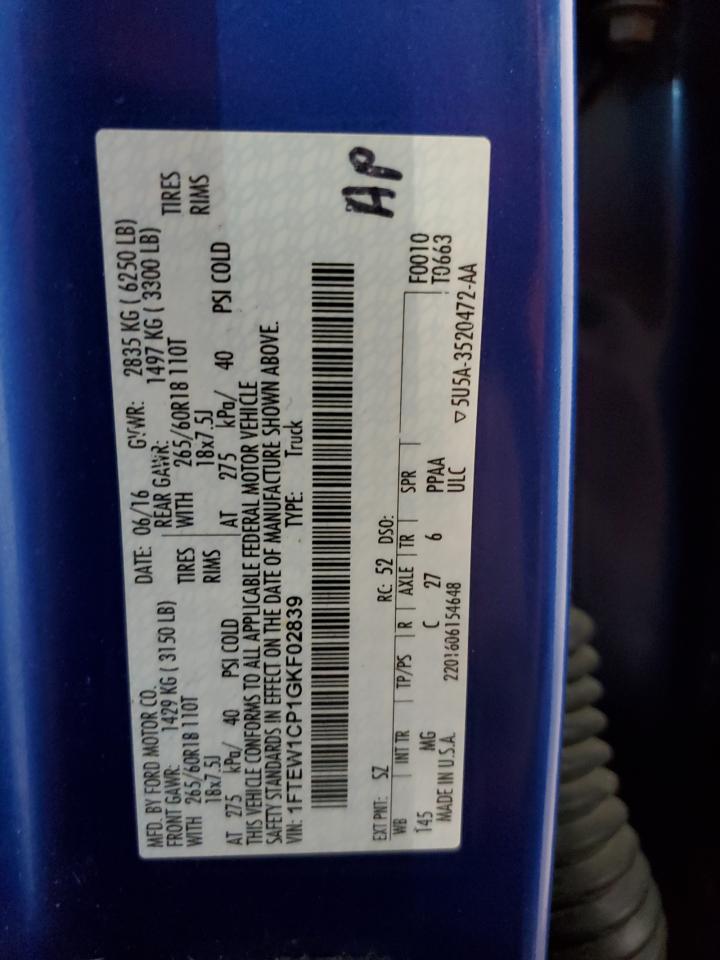 MFD. BY FORD MOTOR CO. DATE: 06/16 GVWR: 2835 KG ( 6250 LB)
FRONT GAWR: 1429 KG ( 3150 LB) REAR GAWR: 1497 KG ( 3300 LB)
WITH 265/60R18 110T TIRES WITH 265/60R18 110T TIRES
18x7.5J RIMS 18x7.5J RIMS
AT 275 kPa/ 40 PSI COLD AT 275 kPa/ 40 PSI COLD
THIS VEHICLE CONFORMS TO ALL APPLICABLE FEDERAL MOTOR VEHICLE
SAFETY STANDARDS IN EFFECT ON THE DATE OF MANUFACTURE SHOWN ABOVE.
VIN: 1FTEW1CP1GKF02839 TYPE: Truck
AP
EXT PNT: SZ RC: 52 DSO:
WB INT TR TP/PS R AXLE TR SPR F0010
145 MG C 27 6 PPAA T0663
MADE IN U.S.A. 2201606154648 ULC
▽5U5A-3520472-AA